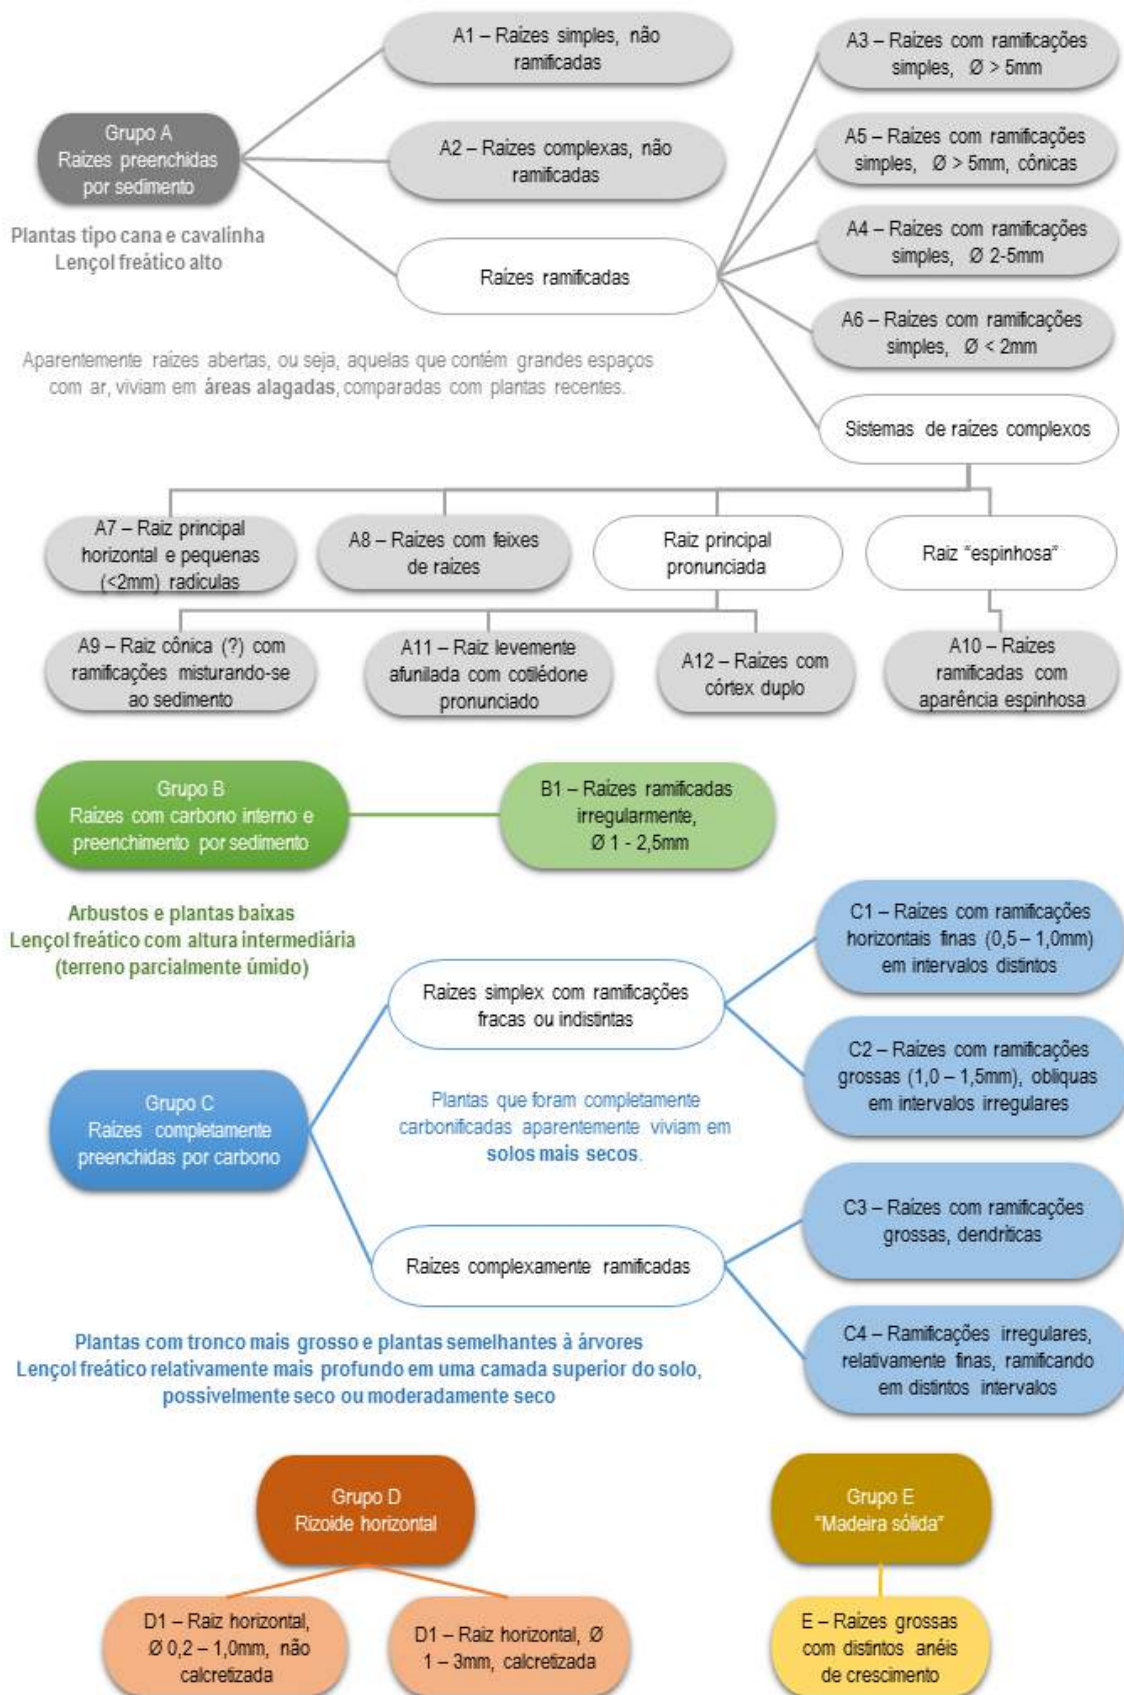 A1 – Raízes simples, não
ramificadas
A3 – Raízes com ramificações
simples, Ø > 5mm
Grupo A
Raízes preenchidas
por sedimento
A2 – Raizes complexas, não
ramificadas
A5 – Raízes com ramificações
simples, Ø > 5mm, cônicas
Plantas tipo cana e cavalinha
Lençol freático alto
Raízes ramificadas
A4 – Raízes com ramificações
simples, Ø 2-5mm
A6 – Raízes com ramificações
simples, Ø < 2mm
Aparentemente raízes abertas, ou seja, aquelas que contém grandes espaços
com ar, viviam em áreas alagadas, comparadas com plantas recentes.
Sistemas de raízes complexos
A7 – Raiz principal
horizontal e pequenas
(<2mm) radículas
A8 – Raízes com feixes
de raízes
Raiz principal
pronunciada
Raiz “espinhosa”
A9 – Raiz cônica (?) com
ramificações misturando-se
ao sedimento
A11 – Raiz levemente
afunilada com cotilédone
pronunciado
A12 – Raízes com
córtex duplo
A10 – Raízes
ramificadas com
aparência espinhosa
Grupo B
Raízes com carbono interno e
preenchimento por sedimento
B1 – Raízes ramificadas
irregularmente,
Ø 1 - 2,5mm
Arbustos e plantas baixas
Lençol freático com altura intermediária
(terreno parcialmente úmido)
C1 – Raízes com ramificações
horizontais finas (0,5 – 1,0mm)
em intervalos distintos
Raízes simplex com ramificações
fracas ou indistintas
C2 – Raízes com ramificações
grossas (1,0 – 1,5mm), obliquas
em intervalos irregulares
Grupo C
Raízes completamente
preenchidas por carbono
Plantas que foram completamente
carbonificadas aparentemente viviam em
solos mais secos.
C3 – Raízes com ramificações
grossas, dendríticas
Raízes complexamente ramificadas
C4 – Ramificações irregulares,
relativamente finas, ramificando
em distintos intervalos
Plantas com tronco mais grosso e plantas semelhantes à árvores
Lençol freático relativamente mais profundo em uma camada superior do solo,
possivelmente seco ou moderadamente seco
Grupo D
Rizoide horizontal
Grupo E
“Madeira sólida”
D1 – Raiz horizontal,
Ø 0,2 – 1,0mm, não
calcretizada
D1 – Raiz horizontal, Ø
1 – 3mm, calcretizada
E – Raízes grossas
com distintos anéis
de crescimento